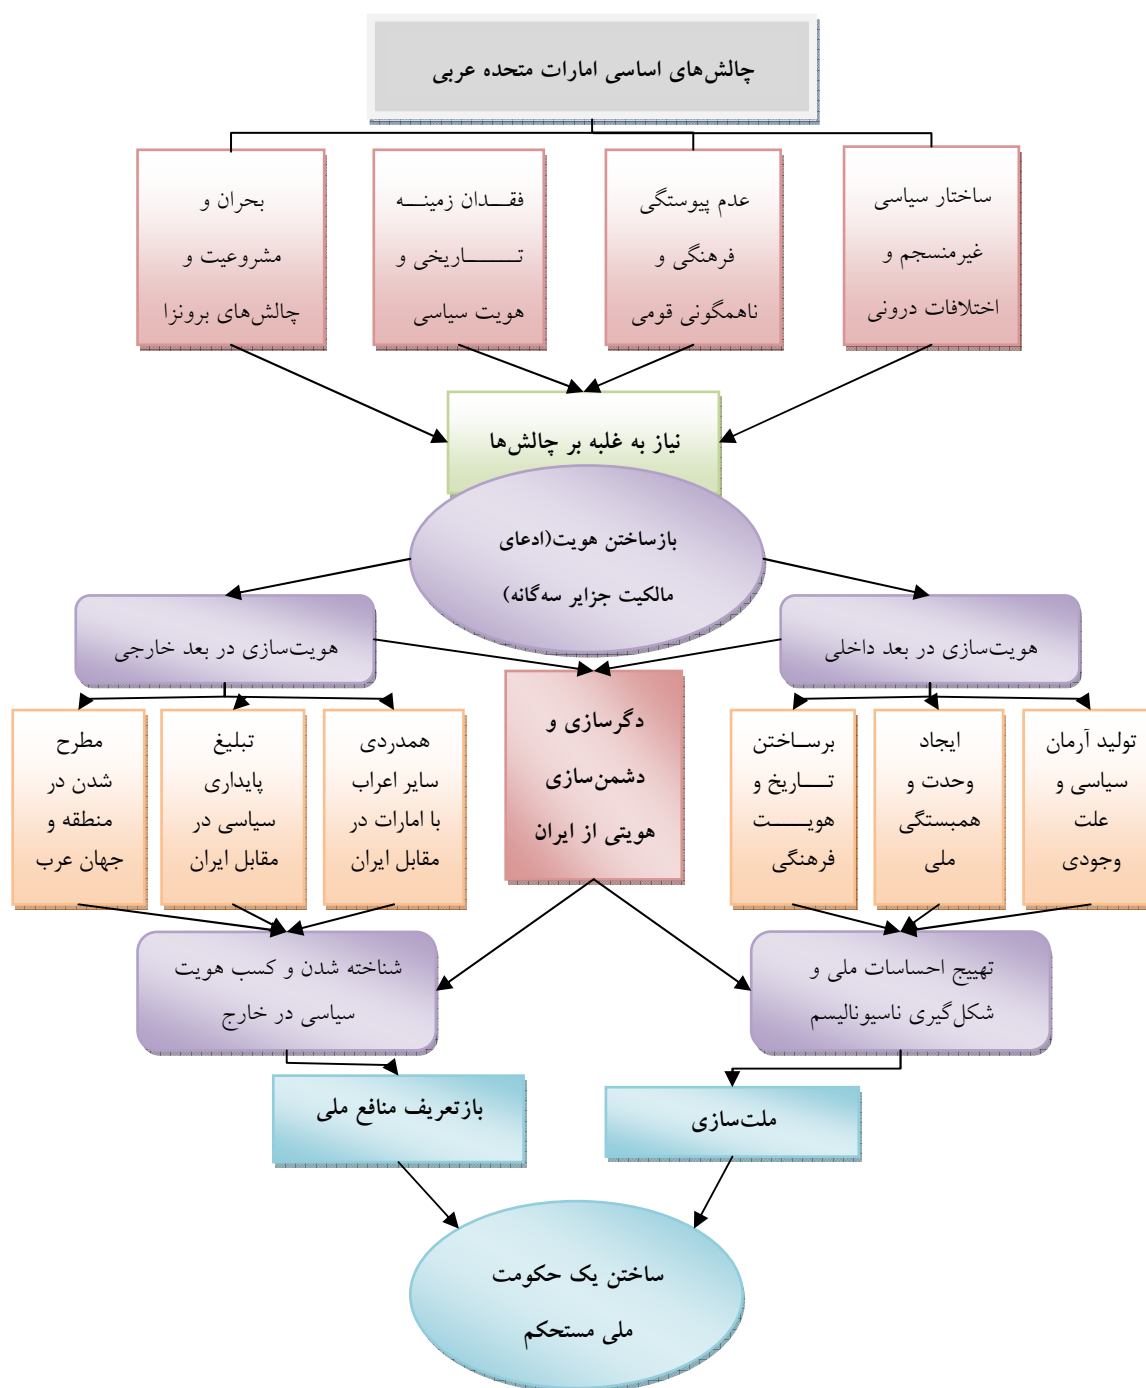 چالش‌های اساسی امارات متحده عربی
ساختار سیاسی
غیرمنسجم و
اختلافات درونی
عدم پیوستگی
فرهنگی و
ناهمگونی قومی
فقدان زمینه
تاریخی و
هویت سیاسی
بحران و
مشروعیت و
چالش‌های برونزا
نیاز به غلبه بر چالش‌ها
بازساختن هویت(ادعای
مالکیت جزایر سه‌گانه)
هویت‌سازی در بعد داخلی
هویت‌سازی در بعد خارجی
دگرسازی و
دشمن‌سازی
هویتی از ایران
تولید آرمان
سیاسی و
علت
وجودی
ایجاد
وحدت و
همبستگی
ملی
برساختن
تاریخ و
هویت
فرهنگی
همدردی
سایر اعراب
با امارات در
مقابل ایران
تبلیغ
پایداری
سیاسی در
مقابل ایران
مطرح
شدن در
منطقه و
جهان عرب
تهییج احساسات ملی و
شکل‌گیری ناسیونالیسم
شناخته شدن و کسب هویت
سیاسی در خارج
ملت‌سازی
بازتعریف منافع ملی
ساختن یک حکومت
ملی مستحکم